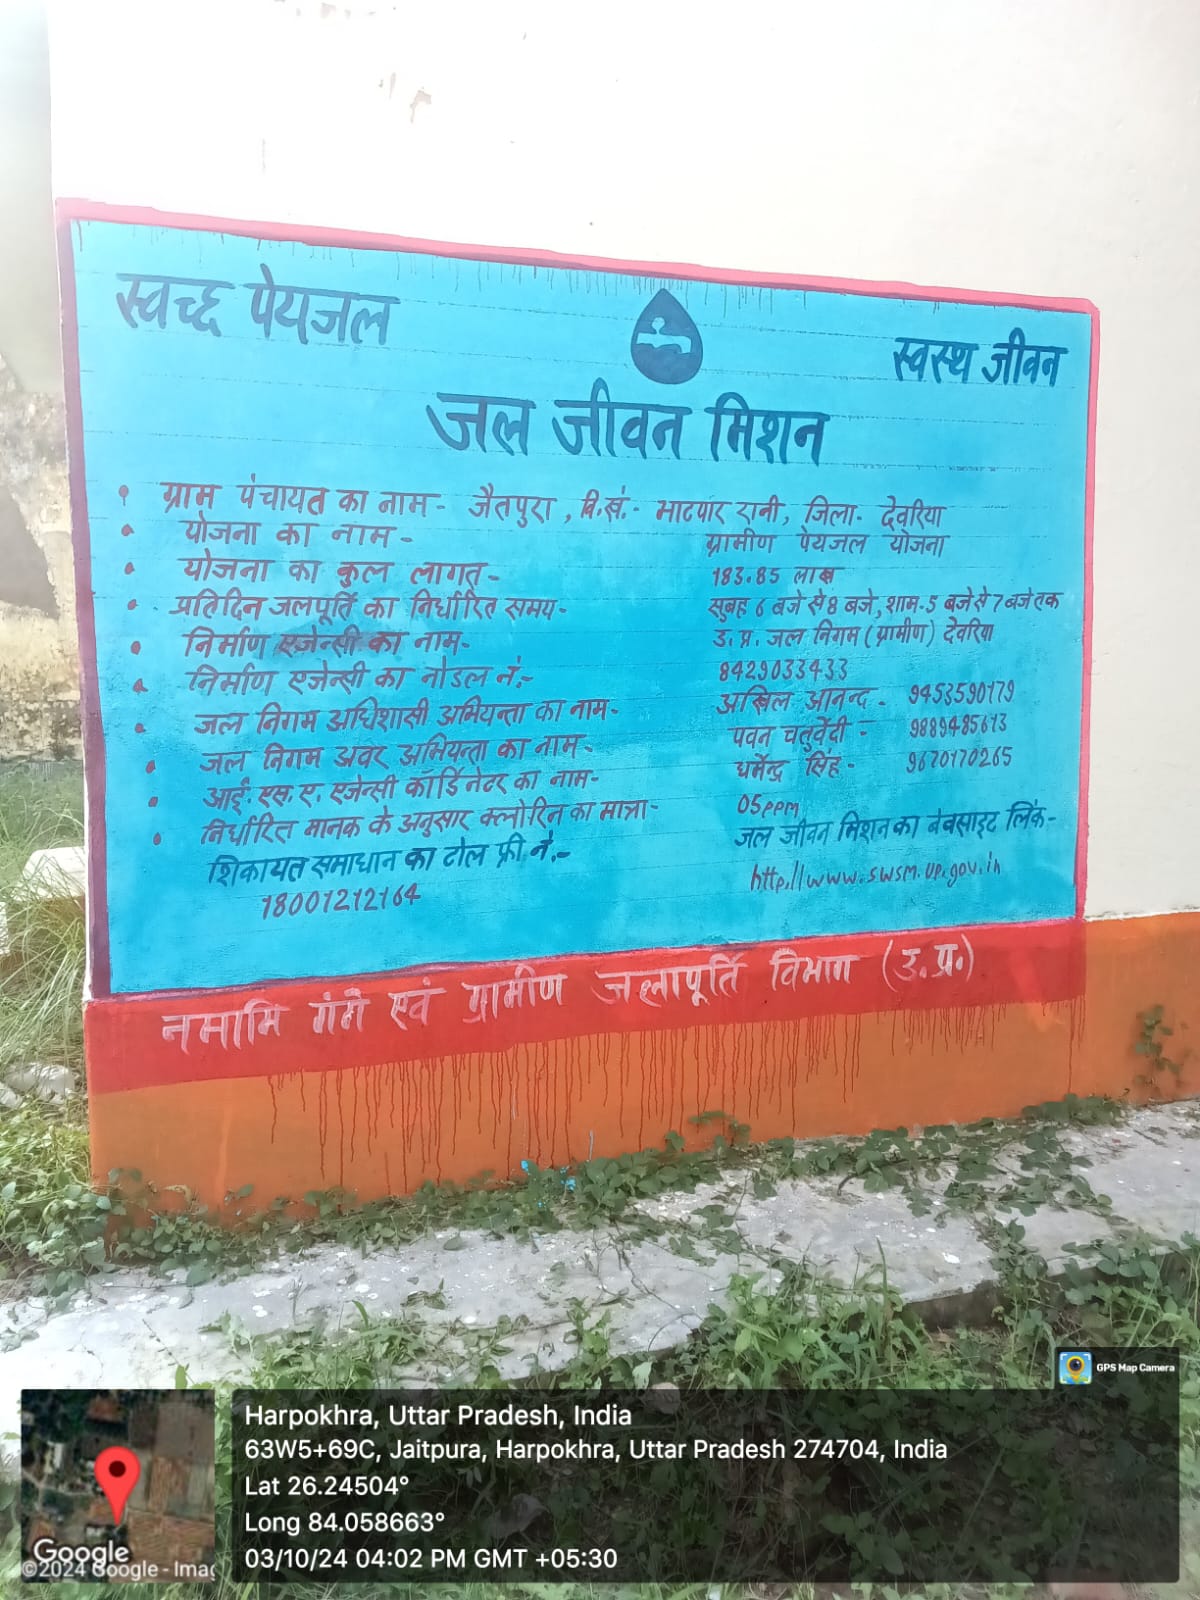 स्वच्छ पेयजल
स्वस्थ जीवन
जल जीवन मिशन
• ग्राम पंचायत का नाम- जैतपुरा, वि.खं.- भाटपार रानी, जिला- देवरिया
• योजना का नाम- ग्रामीण पेयजल योजना
• योजना का कुल लागत- 183.85 लाख
• प्रतिदिन जलपूर्ति का निर्धारित समय- सुबह 6 बजे से 8 बजे, शाम-5 बजे से 7 बजे तक
• निर्माण एजेन्सी का नाम- उ.प्र. जल निगम (ग्रामीण) देवरिया
• निर्माण एजेन्सी का नोडल नं.- 8429033433
जल निगम अधिशासी अभियन्ता का नाम- अखिल आनन्द- 9453590179
• जल निगम अवर अभियन्ता का नाम- पवन चतुर्वेदी- 9889485673
• आई.एस.ए. एजेन्सी कॉर्डिनेटर का नाम- धर्मेन्द्र सिंह- 9670170265
• निर्धारित मानक के अनुसार क्लोरिन का मात्रा- 05ppm
शिकायत समाधान का टोल फ्री नं.- जल जीवन मिशन का वेबसाइट लिंक-
18001212164 http//www.swsm.up.gov.in
नमामि गंगे एवं ग्रामीण जलापूर्ति विभाग (उ.प्र.)
GPS Map Camera
Harpokhra, Uttar Pradesh, India
63W5+69C, Jaitpura, Harpokhra, Uttar Pradesh 274704, India
Lat 26.24504°
Long 84.058663°
03/10/24 04:02 PM GMT +05:30
Google
©2024 Google - Imag